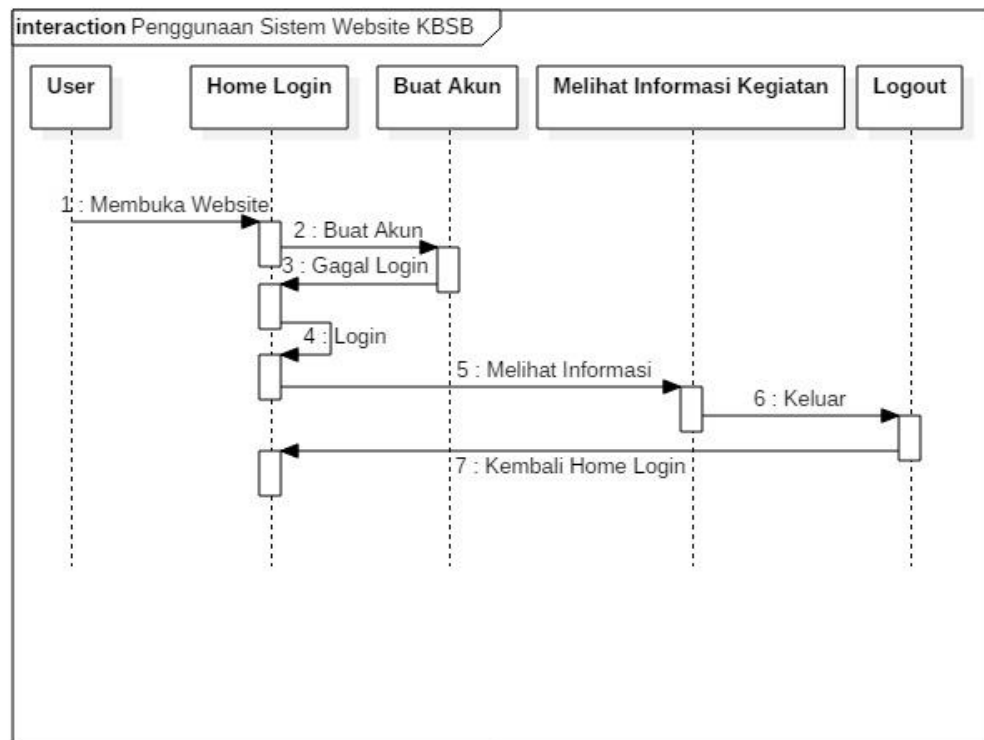 interaction Penggunaan Sistem Website KBSB
User
Home Login
Buat Akun
Melihat Informasi Kegiatan
Logout
1 : Membuka Website
2 : Buat Akun
3 : Gagal Login
4 : Login
5 : Melihat Informasi
6 : Keluar
7 : Kembali Home Login